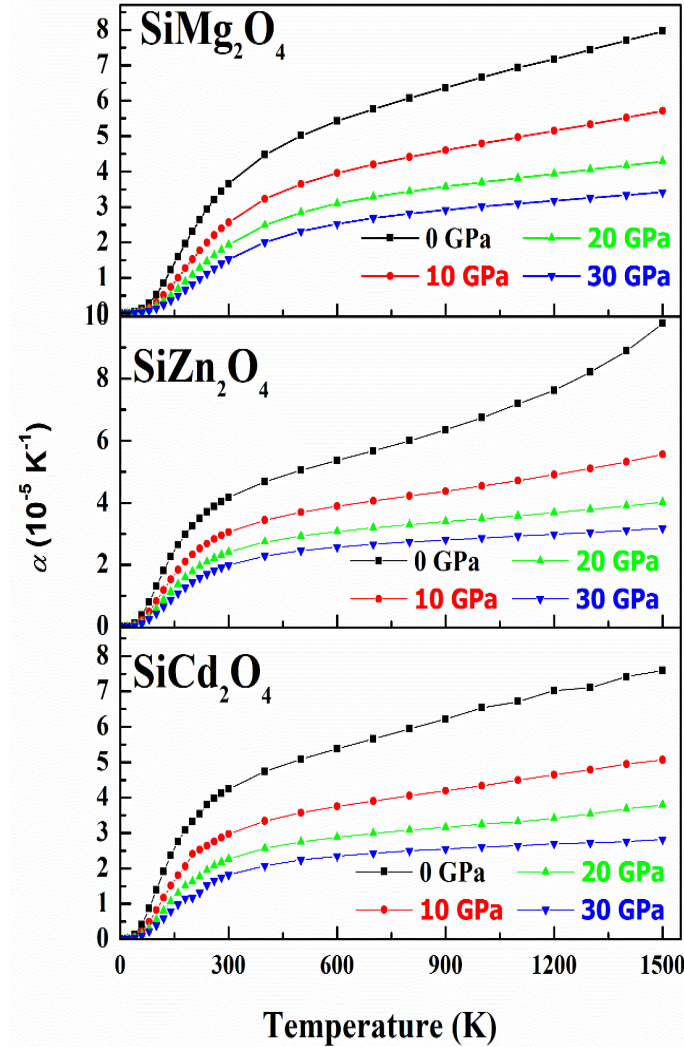 SiMg₂O₄
8
7
6
5
4
3
2
1
0
0 GPa
10 GPa
20 GPa
30 GPa
SiZn₂O₄
10
8
6
4
2
0
0 GPa
10 GPa
20 GPa
30 GPa
α (10⁻⁵ K⁻¹)
SiCd₂O₄
8
7
6
5
4
3
2
1
0
0 GPa
10 GPa
20 GPa
30 GPa
0 300 600 900 1200 1500
Temperature (K)